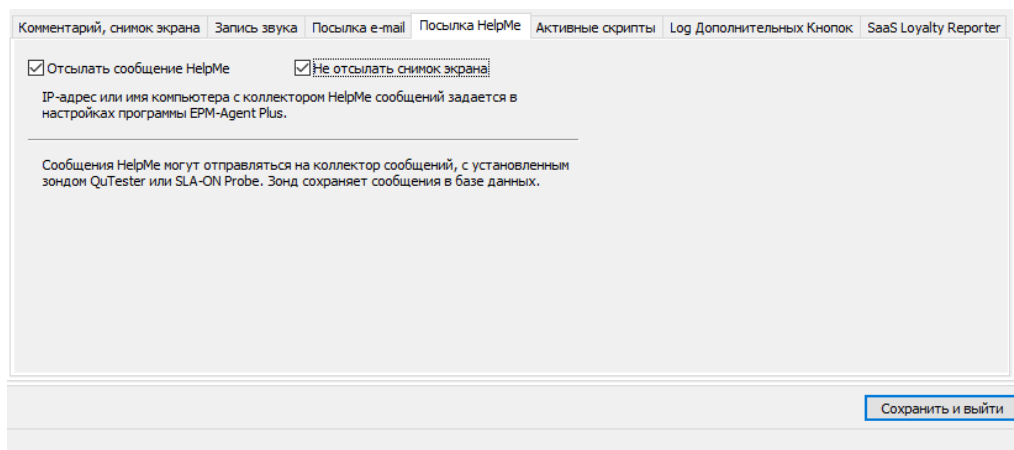 Комментарий, снимок экрана Запись звука Посылка e-mail Посылка HelpMe Активные скрипты Log Дополнительных Кнопок SaaS Loyalty Reporter
Отсылать сообщение HelpMe Не отсылать снимок экрана
IP-адрес или имя компьютера с коллектором HelpMe сообщений задается в
настройках программы EPM-Agent Plus.
Сообщения HelpMe могут отправляться на коллектор сообщений, с установленным
зондом QuTester или SLA-ON Probe. Зонд сохраняет сообщения в базе данных.
Сохранить и выйти